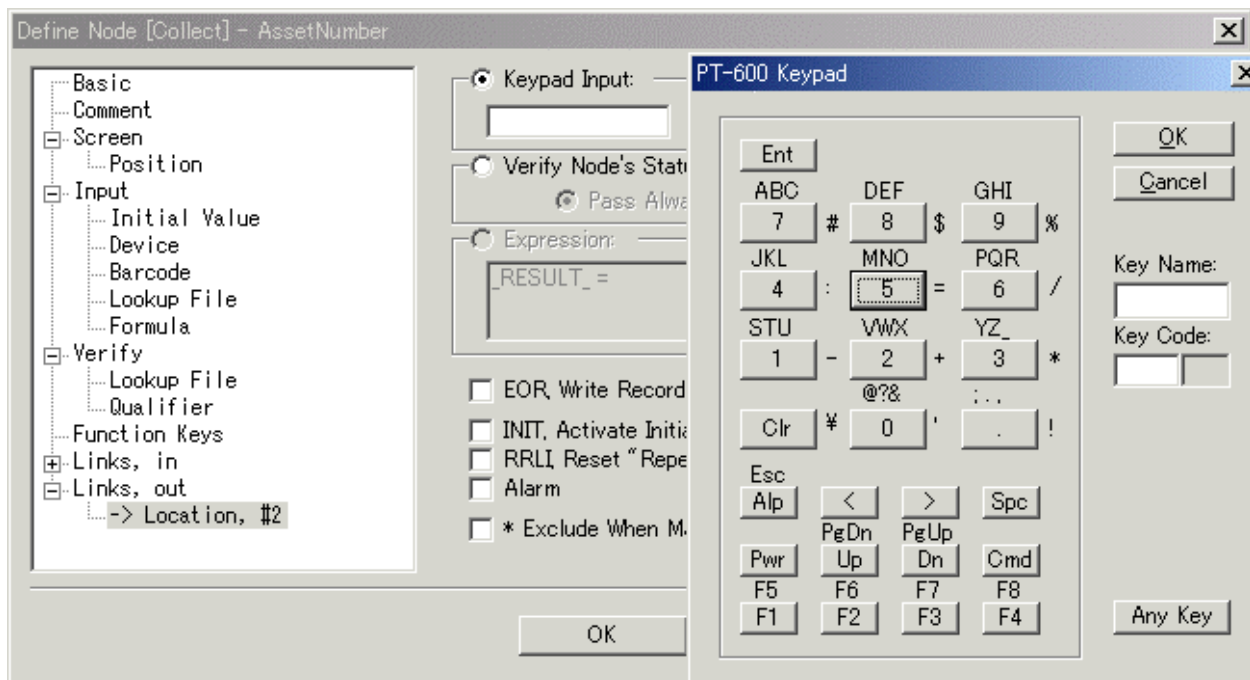 Define Node [Collect] - AssetNumber
Basic
Comment
Screen
Position
Input
Initial Value
Device
Barcode
Lookup File
Formula
Verify
Lookup File
Qualifier
Function Keys
Links, in
Links, out
-> Location, #2
Keypad Input:
Verify Node's Statu
Pass Alwa
Expression:
_RESULT_ =
EOR, Write Record
INIT, Activate Initia
RRLI, Reset "Repe
Alarm
* Exclude When Ma
OK
PT-600 Keypad
Ent
ABC DEF GHI
7 # 8 $ 9 %
JKL MNO PQR
4 : 5 = 6 /
STU VWX YZ_
1 - 2 + 3 *
@?& ; . ,
Clr ¥ 0 ' . !
Esc
Alp < > Spc
PgDn PgUp
Pwr Up Dn Cmd
F5 F6 F7 F8
F1 F2 F3 F4
OK
Cancel
Key Name:
Key Code:
Any Key